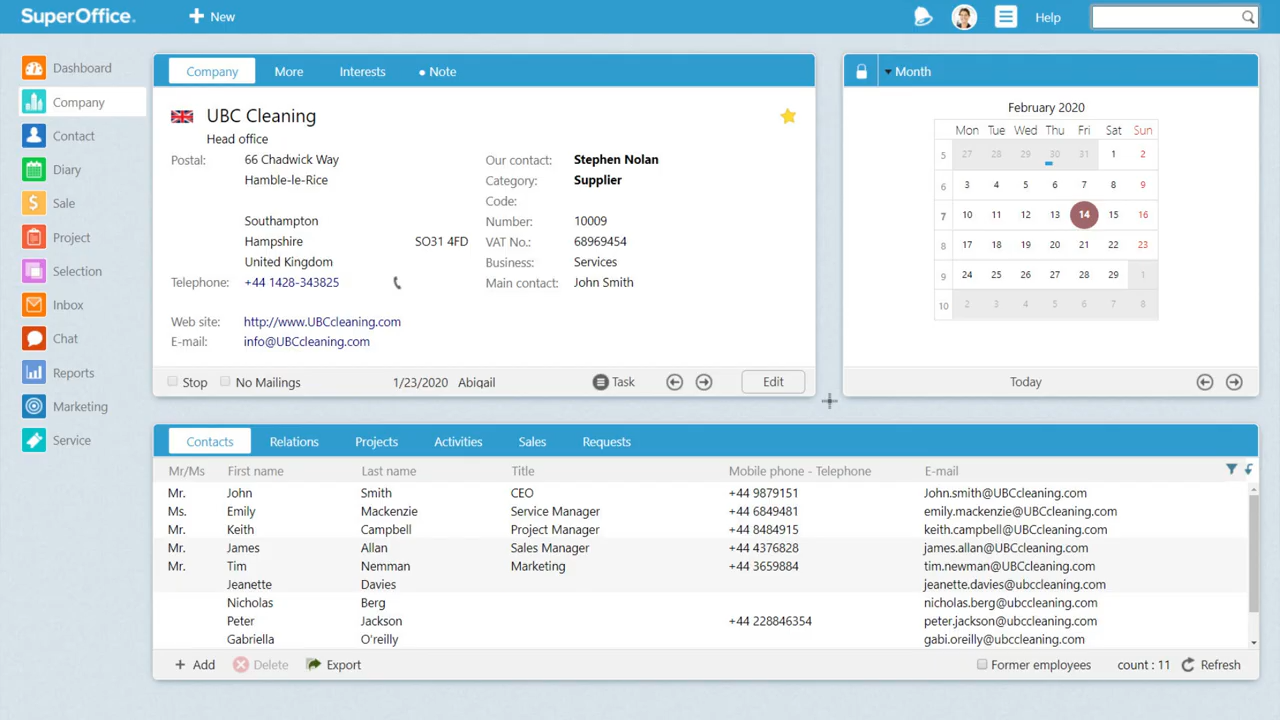 SuperOffice.
New
Help
Dashboard
Company
Contact
Diary
Sale
Project
Selection
Inbox
Chat
Reports
Marketing
Service
Company More Interests Note
UBC Cleaning
Head office
Postal: 66 Chadwick Way
Hamble-le-Rice
Southampton
Hampshire SO31 4FD
United Kingdom
Telephone: +44 1428-343825
Web site: http://www.UBCcleaning.com
E-mail: info@UBCcleaning.com
Our contact: Stephen Nolan
Category: Supplier
Code:
Number: 10009
VAT No.: 68969454
Business: Services
Main contact: John Smith
Stop No Mailings 1/23/2020 Abigail Task Edit
Month
February 2020
Mon Tue Wed Thu Fri Sat Sun
5 27 28 29 30 31 1 2
6 3 4 5 6 7 8 9
7 10 11 12 13 14 15 16
8 17 18 19 20 21 22 23
9 24 25 26 27 28 29 1
10 2 3 4 5 6 7 8
Today
Contacts Relations Projects Activities Sales Requests
Mr/Ms First name Last name Title Mobile phone - Telephone E-mail
Mr. John Smith CEO +44 9879151 John.smith@UBCcleaning.com
Ms. Emily Mackenzie Service Manager +44 6849481 emily.mackenzie@UBCcleaning.com
Mr. Keith Campbell Project Manager +44 8484915 keith.campbell@UBCcleaning.com
Mr. James Allan Sales Manager +44 4376828 james.allan@UBCcleaning.com
Mr. Tim Nemman Marketing +44 3659884 tim.newman@UBCcleaning.com
Jeanette Davies jeanette.davies@ubccleaning.com
Nicholas Berg nicholas.berg@ubccleaning.com
Peter Jackson +44 228846354 peter.jackson@ubccleaning.com
Gabriella O'reilly gabi.oreilly@ubccleaning.com
Add Delete Export Former employees count : 11 Refresh